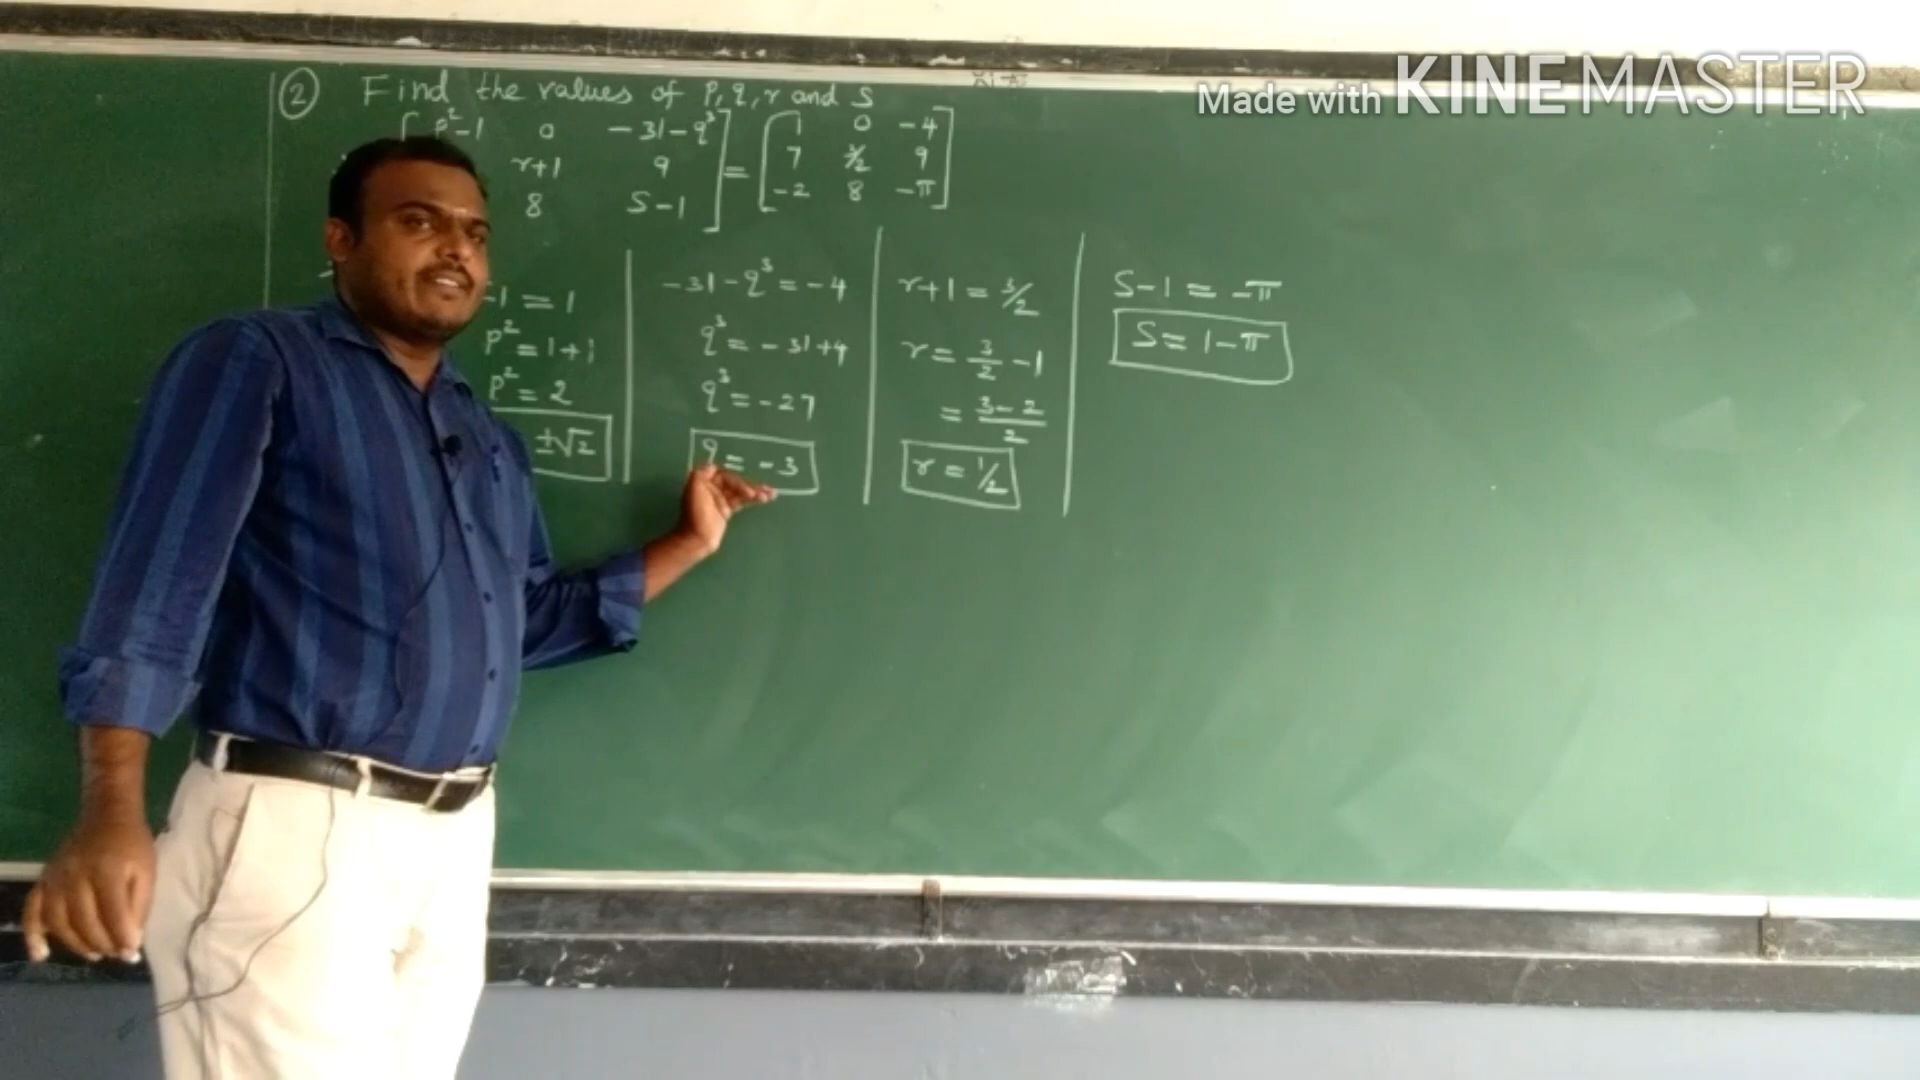 Made with KINEMASTER
② Find the values of p, q, r and s
[ p²-1 0 -31-q³ ] = [ 1 0 -4 ]
r+1 9 7 3/2 9
8 s-1 -2 8 -π
-1 = 1
p² = 1+1
p² = 2
±√2
-31-q³ = -4
q³ = -31+4
q³ = -27
q = -3
r+1 = 3/2
r = 3/2 -1
= 3-2/2
r = 1/2
s-1 = -π
s = 1-π